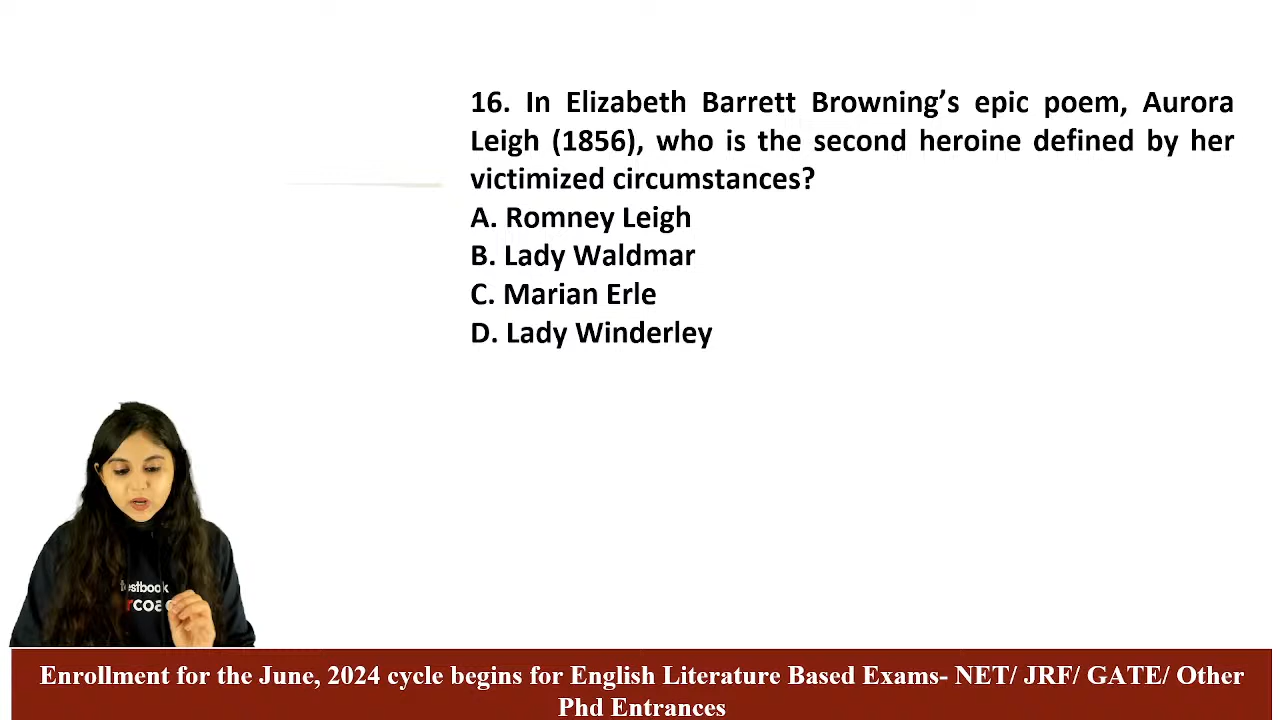 16. In Elizabeth Barrett Browning’s epic poem, Aurora
Leigh (1856), who is the second heroine defined by her
victimized circumstances?
A. Romney Leigh
B. Lady Waldmar
C. Marian Erle
D. Lady Winderley
testbook
rcoac
Enrollment for the June, 2024 cycle begins for English Literature Based Exams- NET/ JRF/ GATE/ Other
Phd Entrances